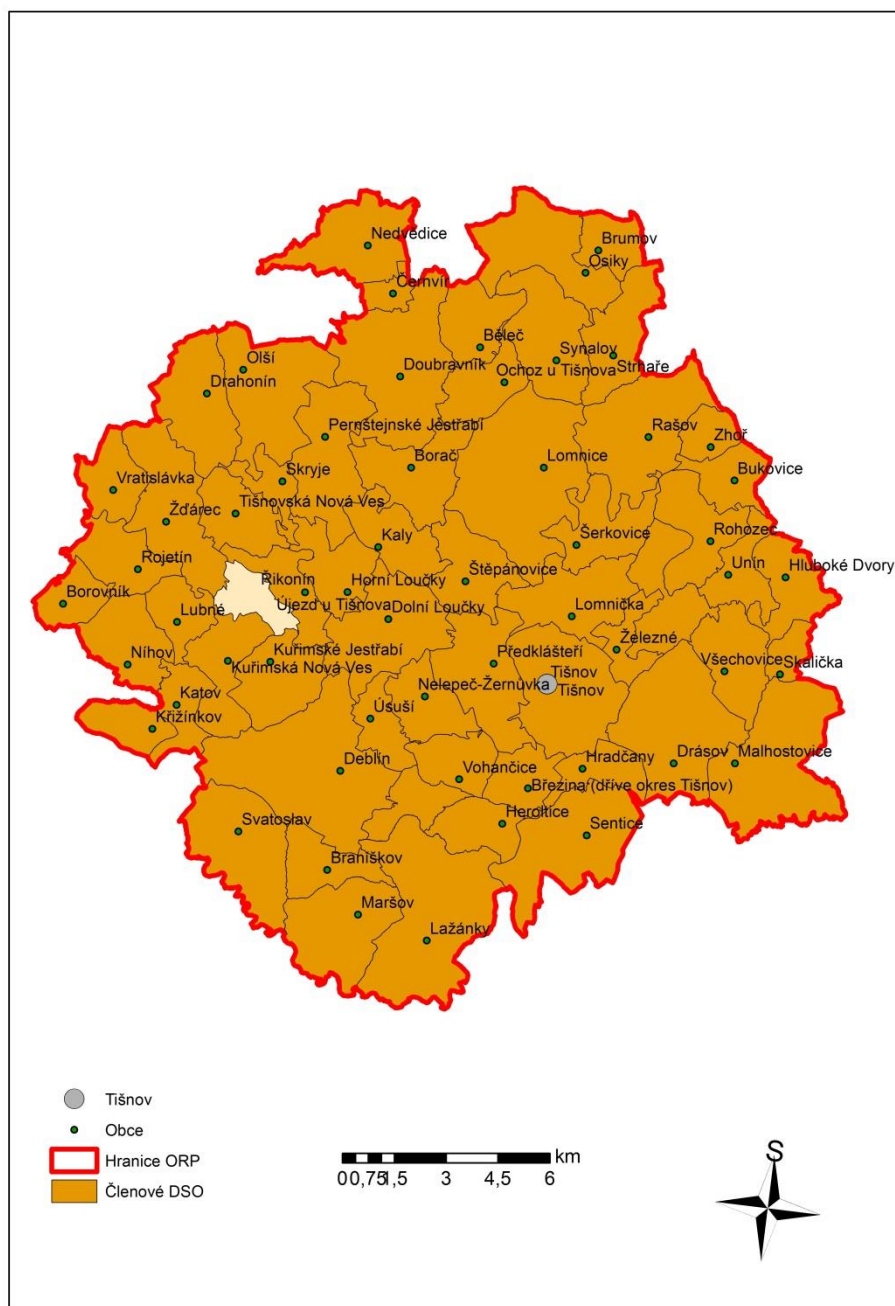 Nedvědice
Brumov
Osiky
Černvír
Běleč
Synalov
Strhaře
Olší
Doubravník
Ochoz u Tišnova
Drahonín
Pernštejnské Jestřabí
Rašov
Zhoř
Borač
Lomnice
Skryje
Bukovice
Vratislávka
Tišnovská Nová Ves
Žďárec
Rohozec
Šerkovice
Kaly
Rojetín
Unín
Hluboké Dvory
Štěpánovice
Říkonín
Horní Loučky
Borovník
Újezd u Tišnova
Lubné
Dolní Loučky
Lomnička
Železné
Níhov
Kuřimské Jestřabí
Kuřimská Nová Ves
Předklášteří
Všechovice
Skalička
Tišnov
Tišnov
Nelepeč-Žernůvka
Katov
Úsuší
Křižínkov
Deblín
Hradčany
Drásov
Malhostovice
Vohančice
Březina (dříve okres Tišnov)
Heroltice
Sentice
Svatoslav
Braníškov
Maršov
Lažánky
Tišnov
Obce
Hranice ORP
Členové DSO
km
0 0,75 1,5 3 4,5 6
S